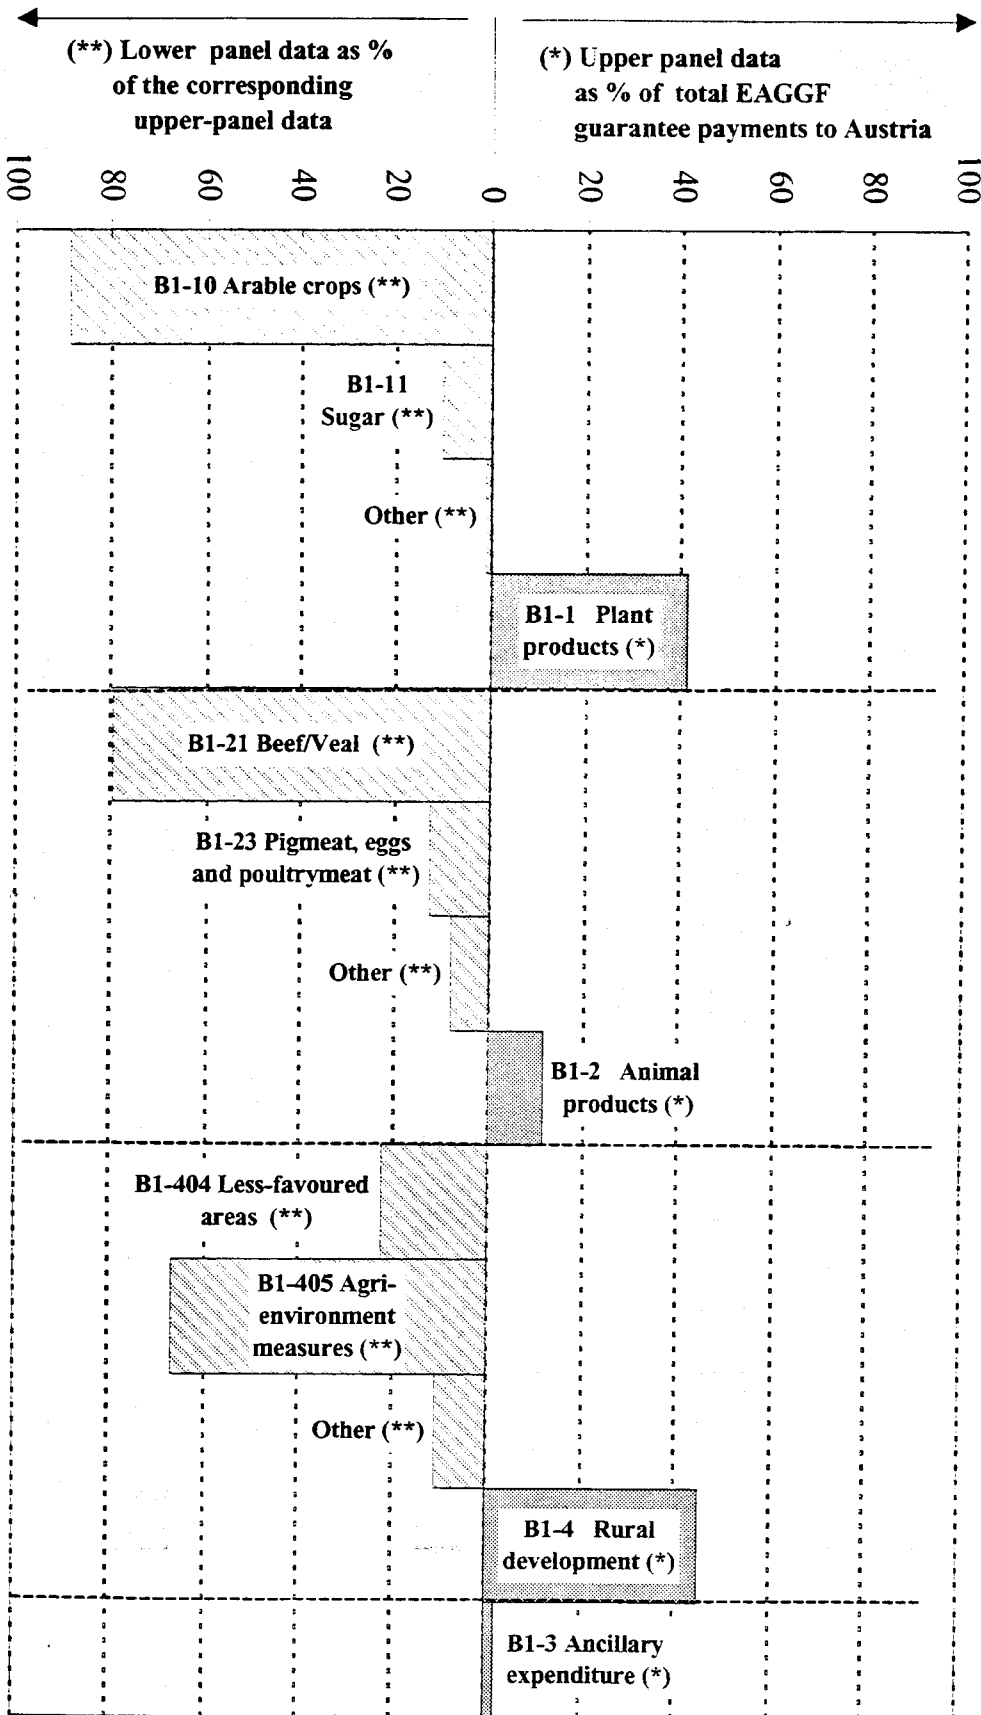 (**) Lower panel data as %
of the corresponding
upper-panel data
(*) Upper panel data
as % of total EAGGF
guarantee payments to Austria
100 80 60 40 20 0 20 40 60 80 100
B1-10 Arable crops (**)
B1-11
Sugar (**)
Other (**)
B1-1 Plant
products (*)
B1-21 Beef/Veal (**)
B1-23 Pigmeat, eggs
and poultrymeat (**)
Other (**)
B1-2 Animal
products (*)
B1-404 Less-favoured
areas (**)
B1-405 Agri-
environment
measures (**)
Other (**)
B1-4 Rural
development (*)
B1-3 Ancillary
expenditure (*)